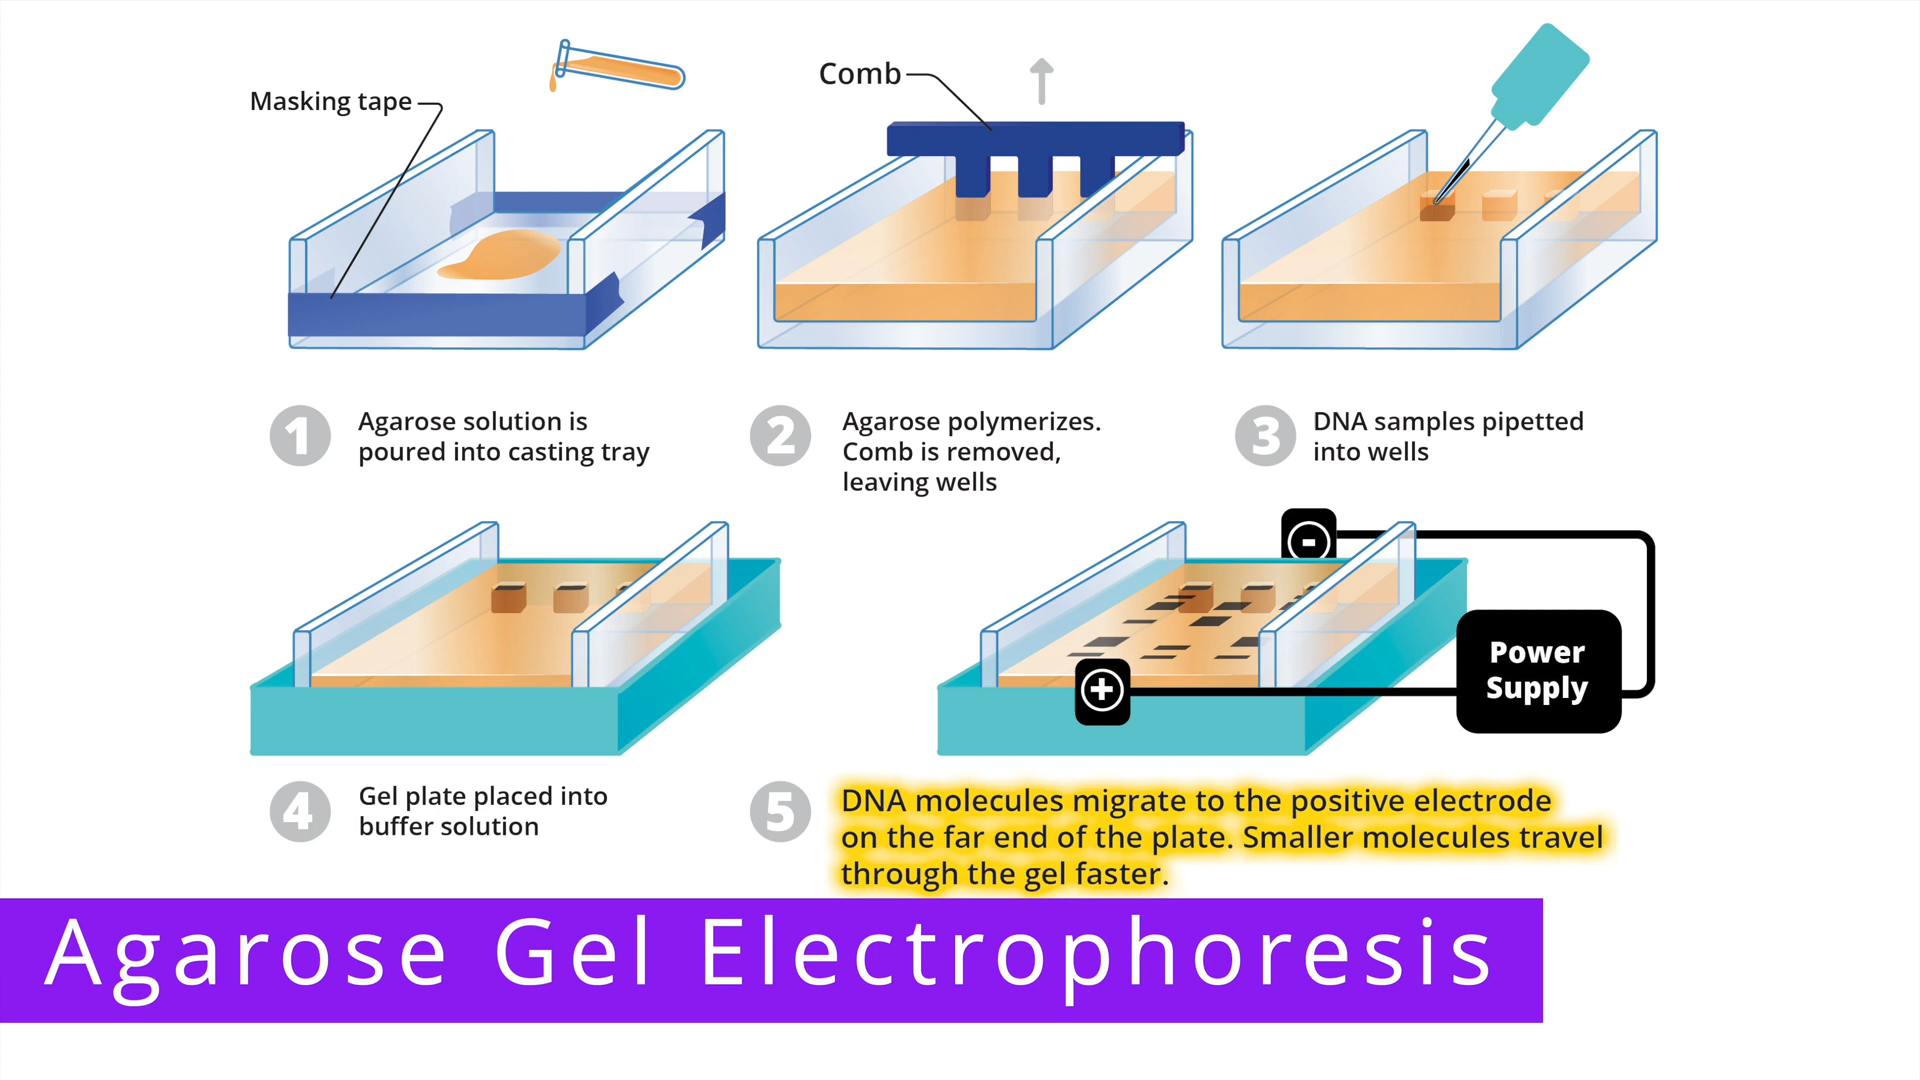 Masking tape
Comb
1
Agarose solution is
poured into casting tray
2
Agarose polymerizes.
Comb is removed,
leaving wells
3
DNA samples pipetted
into wells
4
Gel plate placed into
buffer solution
-
+
Power
Supply
5
DNA molecules migrate to the positive electrode
on the far end of the plate. Smaller molecules travel
through the gel faster.
Agarose Gel Electrophoresis